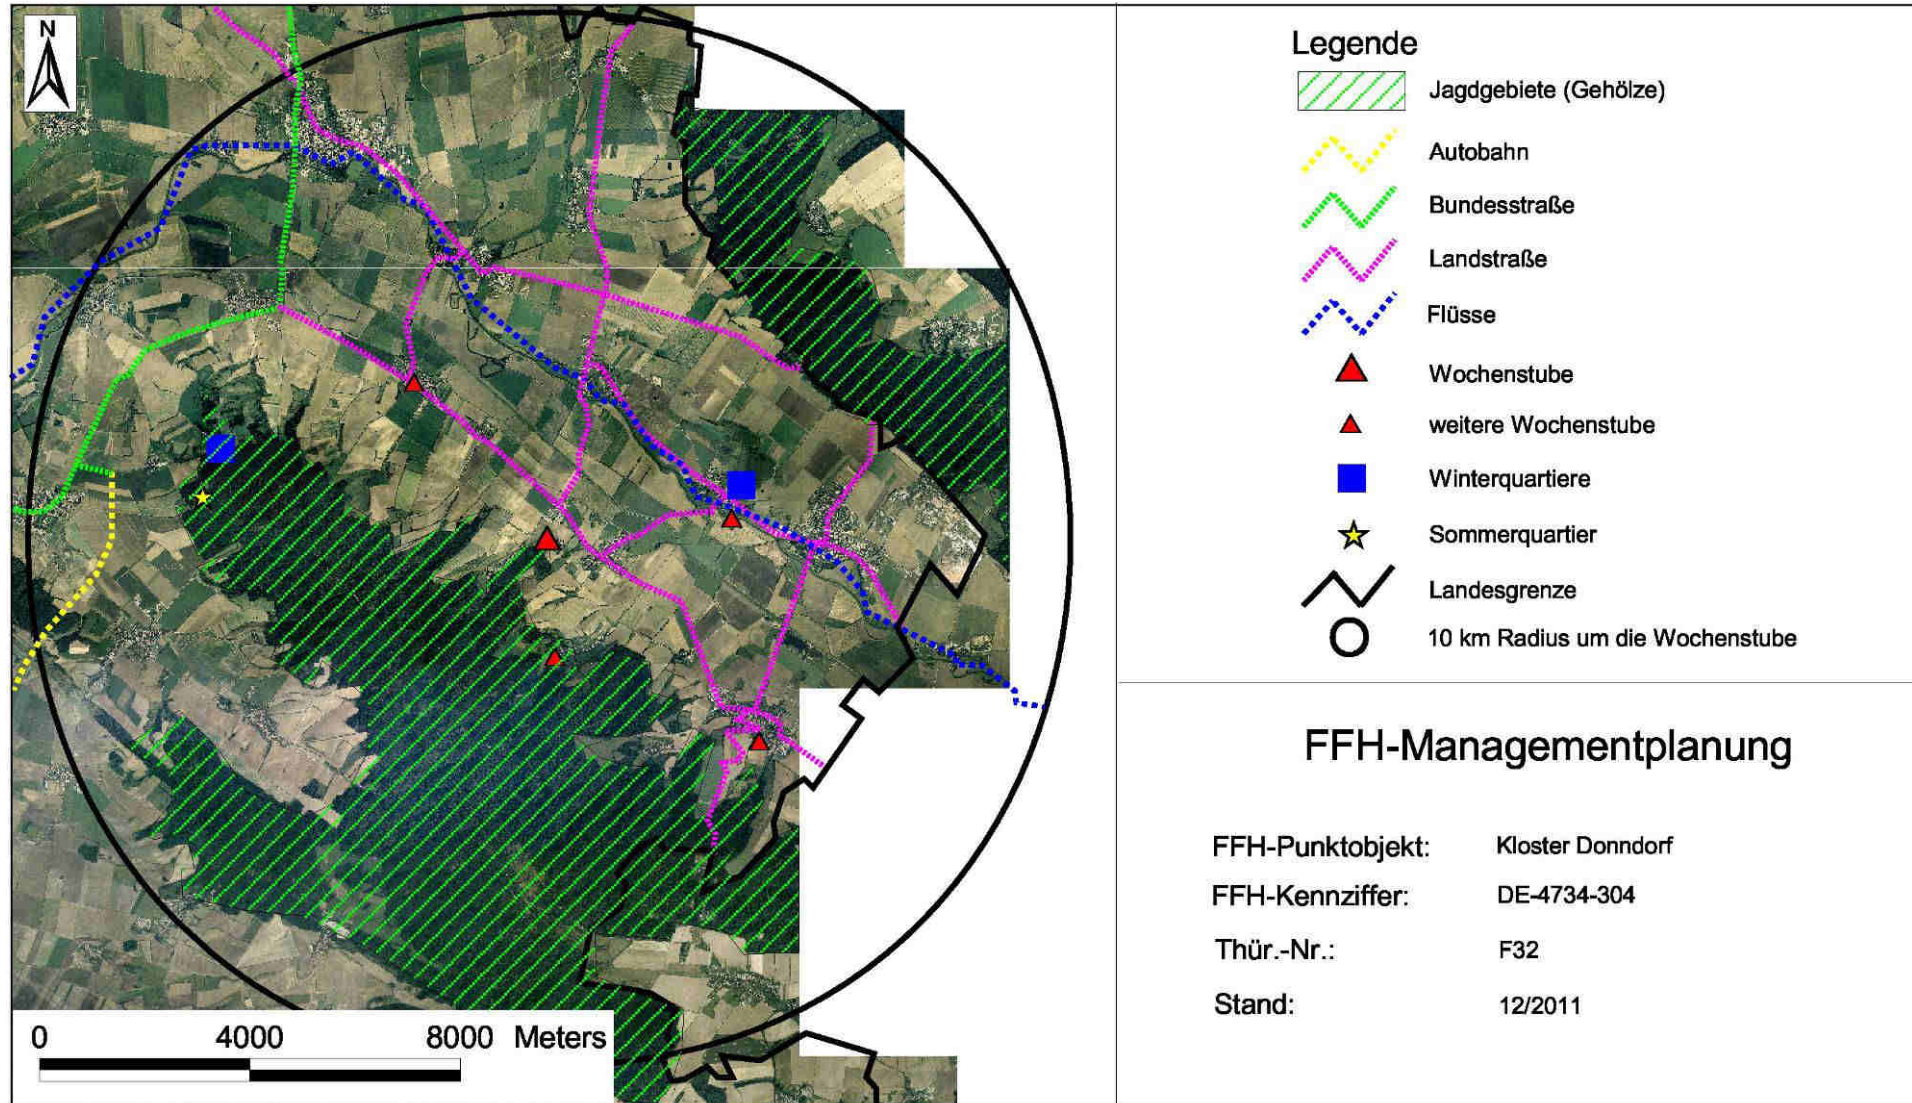 N
0 4000 8000 Meters
Legende
Jagdgebiete (Gehölze)
Autobahn
Bundesstraße
Landstraße
Flüsse
Wochenstube
weitere Wochenstube
Winterquartiere
Sommerquartier
Landesgrenze
10 km Radius um die Wochenstube
FFH-Managementplanung
FFH-Punktobjekt: Kloster Donndorf
FFH-Kennziffer: DE-4734-304
Thür.-Nr.: F32
Stand: 12/2011